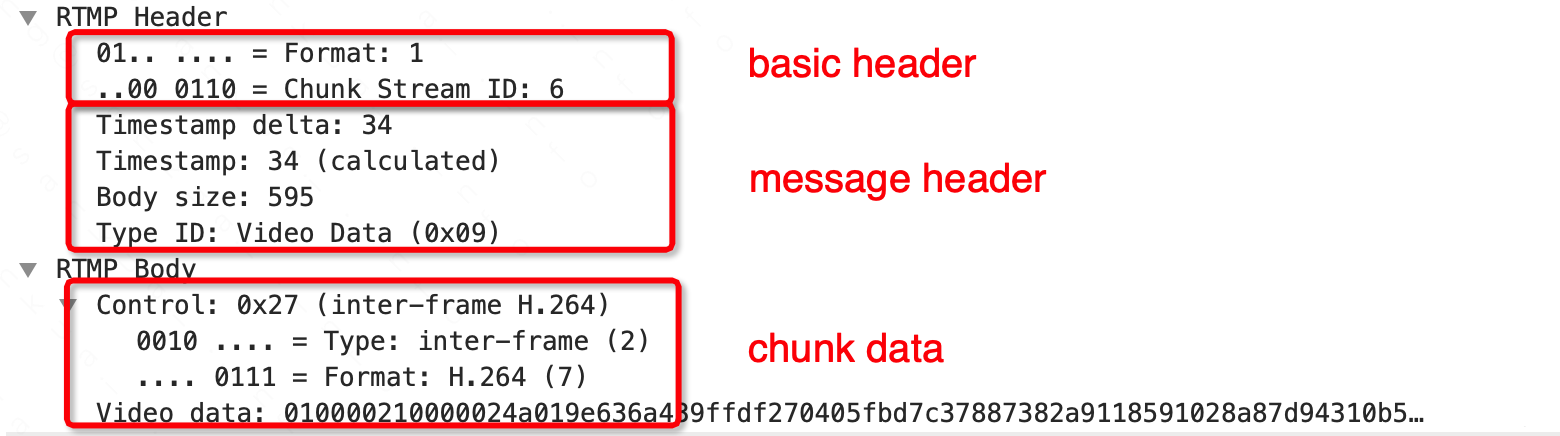 RTMP Header
01.. .... = Format: 1
basic header
..00 0110 = Chunk Stream ID: 6
Timestamp delta: 34
Timestamp: 34 (calculated)
message header
Body size: 595
Type ID: Video Data (0x09)
RTMP Body
Control: 0x27 (inter-frame H.264)
0010 .... = Type: inter-frame (2)
chunk data
.... 0111 = Format: H.264 (7)
Video data: 010000210000024a019e636a439ffdf270405fbd7c37887382a9118591028a87d94310b5…